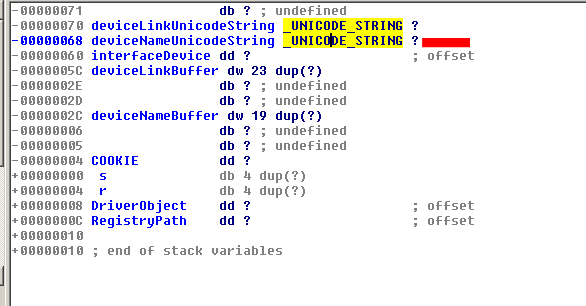 -00000071 db ? ; undefined
-00000070 deviceLinkUnicodeString _UNICODE_STRING ?
-00000068 deviceNameUnicodeString _UNICODE_STRING ?
-00000060 interfaceDevice dd ? ; offset
-0000005C deviceLinkBuffer dw 23 dup(?)
-0000002E db ? ; undefined
-0000002D db ? ; undefined
-0000002C deviceNameBuffer dw 19 dup(?)
-00000006 db ? ; undefined
-00000005 db ? ; undefined
-00000004 COOKIE dd ?
+00000000 s db 4 dup(?)
+00000004 r db 4 dup(?)
+00000008 DriverObject dd ? ; offset
+0000000C RegistryPath dd ? ; offset
+00000010
+00000010 ; end of stack variables